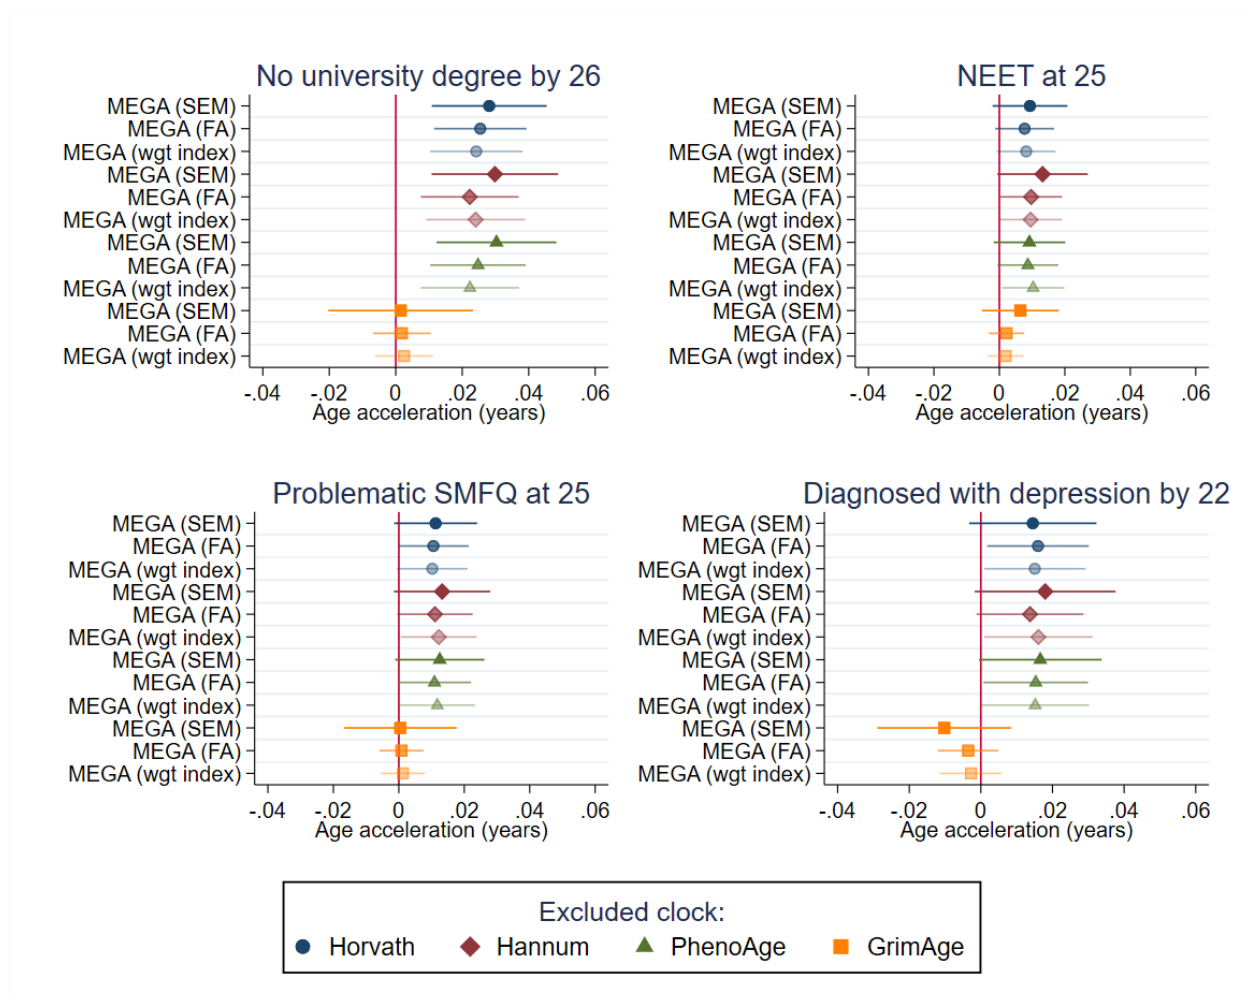 No university degree by 26
MEGA (SEM)
MEGA (FA)
MEGA (wgt index)
MEGA (SEM)
MEGA (FA)
MEGA (wgt index)
MEGA (SEM)
MEGA (FA)
MEGA (wgt index)
MEGA (SEM)
MEGA (FA)
MEGA (wgt index)
-.04 -.02 0 .02 .04 .06
Age acceleration (years)
NEET at 25
MEGA (SEM)
MEGA (FA)
MEGA (wgt index)
MEGA (SEM)
MEGA (FA)
MEGA (wgt index)
MEGA (SEM)
MEGA (FA)
MEGA (wgt index)
MEGA (SEM)
MEGA (FA)
MEGA (wgt index)
-.04 -.02 0 .02 .04 .06
Age acceleration (years)
Problematic SMFQ at 25
MEGA (SEM)
MEGA (FA)
MEGA (wgt index)
MEGA (SEM)
MEGA (FA)
MEGA (wgt index)
MEGA (SEM)
MEGA (FA)
MEGA (wgt index)
MEGA (SEM)
MEGA (FA)
MEGA (wgt index)
-.04 -.02 0 .02 .04 .06
Age acceleration (years)
Diagnosed with depression by 22
MEGA (SEM)
MEGA (FA)
MEGA (wgt index)
MEGA (SEM)
MEGA (FA)
MEGA (wgt index)
MEGA (SEM)
MEGA (FA)
MEGA (wgt index)
MEGA (SEM)
MEGA (FA)
MEGA (wgt index)
-.04 -.02 0 .02 .04 .06
Age acceleration (years)
Excluded clock:
Horvath Hannum PhenoAge GrimAge